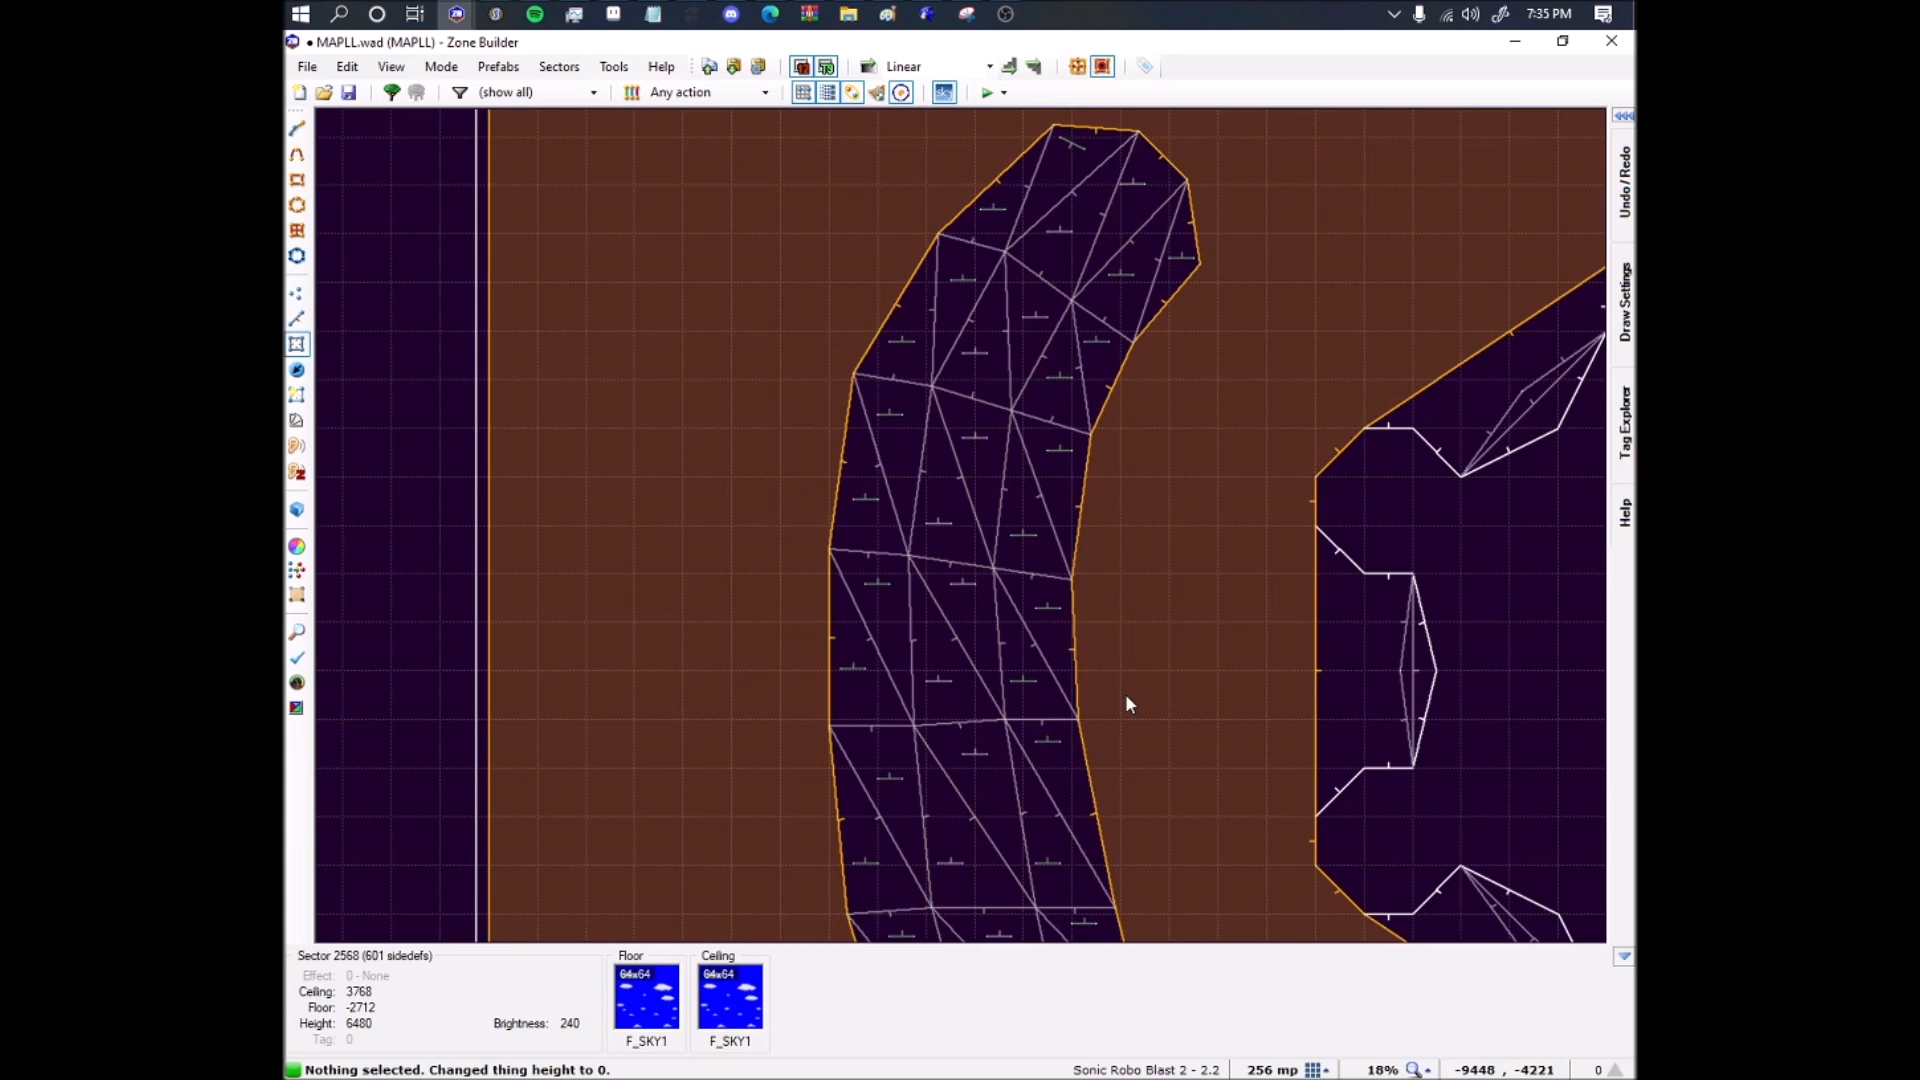 7:35 PM
• MAPLL.wad (MAPLL) - Zone Builder
File Edit View Mode Prefabs Sectors Tools Help Linear
(show all) Any action
Undo / Redo
Draw Settings
Tag Explorer
Help
Sector 2568 (601 sidedefs)
Effect: 0 - None
Ceiling: 3768
Floor: -2712
Height: 6480
Brightness: 240
Tag: 0
Floor
64x64
F_SKY1
Ceiling
64x64
F_SKY1
Nothing selected. Changed thing height to 0.
Sonic Robo Blast 2 - 2.2
256 mp
18%
-9448 , -4221
0